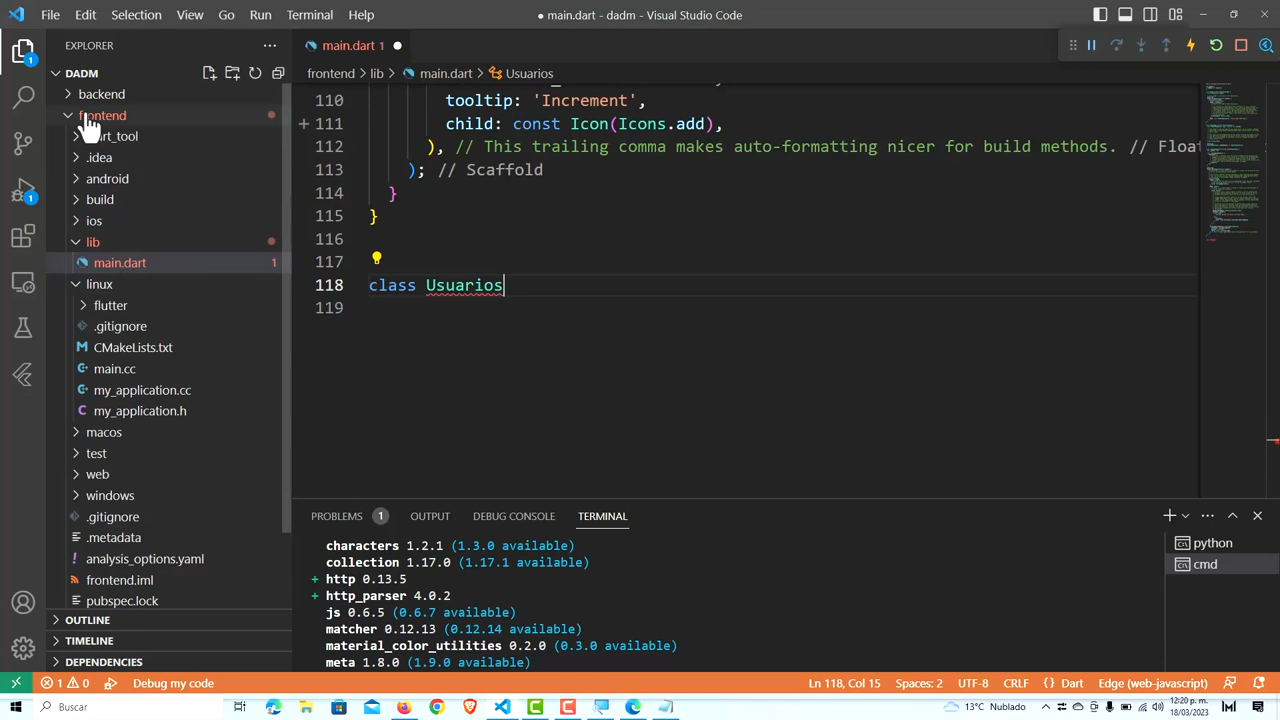 File Edit Selection View Go Run Terminal Help
● main.dart - dadm - Visual Studio Code
EXPLORER
main.dart 1
DADM
frontend > lib > main.dart > Usuarios
backend
frontend
.idea
android
build
ios
lib
main.dart 1
linux
flutter
.gitignore
CMakeLists.txt
main.cc
my_application.cc
my_application.h
macos
test
web
windows
.gitignore
.metadata
analysis_options.yaml
frontend.iml
pubspec.lock
OUTLINE
TIMELINE
DEPENDENCIES
110 tooltip: 'Increment',
111 child: const Icon(Icons.add),
112 ), // This trailing comma makes auto-formatting nicer for build methods. // Float
113 ); // Scaffold
114 }
115 }
116
117
118 class Usuarios
119
PROBLEMS 1 OUTPUT DEBUG CONSOLE TERMINAL
characters 1.2.1 (1.3.0 available)
collection 1.17.0 (1.17.1 available)
+ http 0.13.5
+ http_parser 4.0.2
js 0.6.5 (0.6.7 available)
matcher 0.12.13 (0.12.14 available)
material_color_utilities 0.2.0 (0.3.0 available)
meta 1.8.0 (1.9.0 available)
python
cmd
1 0 Debug my code
Ln 118, Col 15 Spaces: 2 UTF-8 CRLF {} Dart Edge (web-javascript)
Buscar
13°C Nublado
12:20 p. m.
18/03/2023